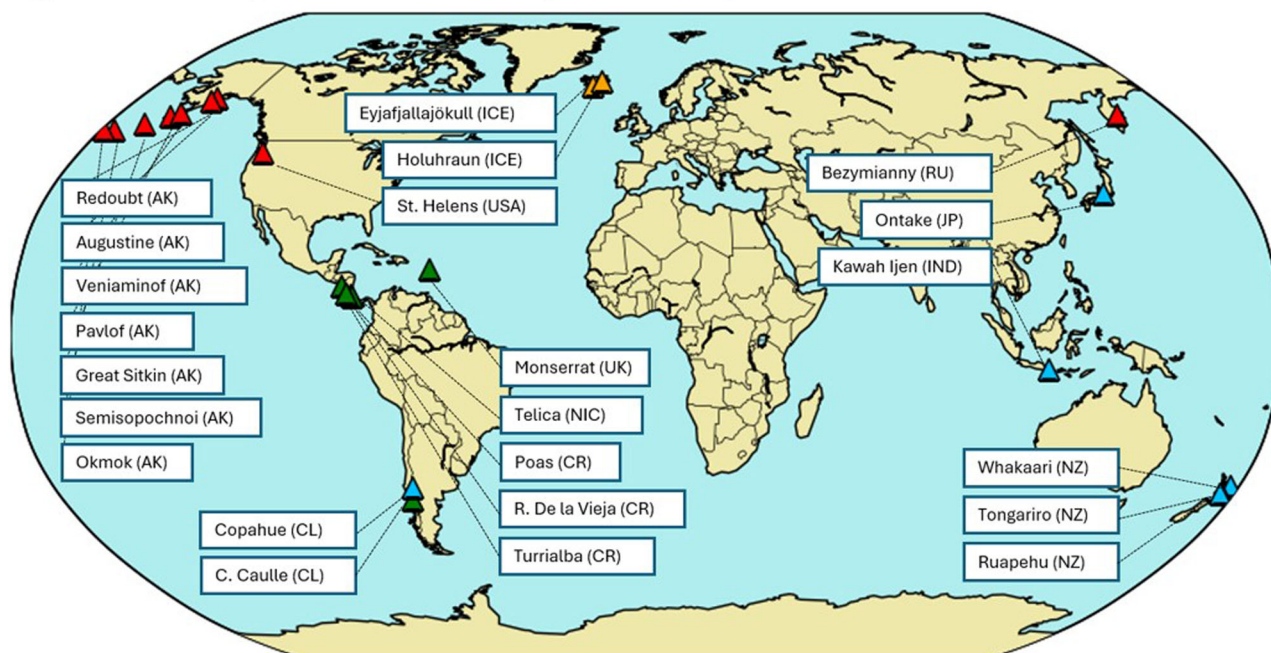 Eyjafjallajökull (ICE)
Holuhraun (ICE)
St. Helens (USA)
Redoubt (AK)
Augustine (AK)
Veniaminof (AK)
Pavlof (AK)
Great Sitkin (AK)
Semisopochnoi (AK)
Okmok (AK)
Bezymianny (RU)
Ontake (JP)
Kawah Ijen (IND)
Monserrat (UK)
Telica (NIC)
Poas (CR)
R. De la Vieja (CR)
Turrialba (CR)
Copahue (CL)
C. Caulle (CL)
Whakaari (NZ)
Tongariro (NZ)
Ruapehu (NZ)